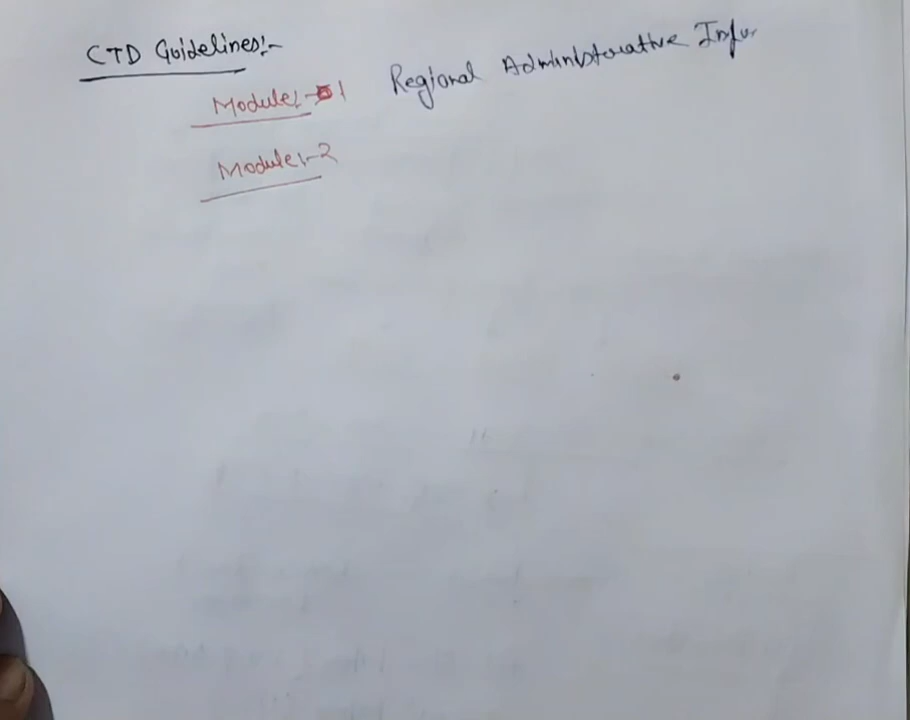 CTD Guidelines:-
Module:-1 Regional Administrative Infor
Module:-2